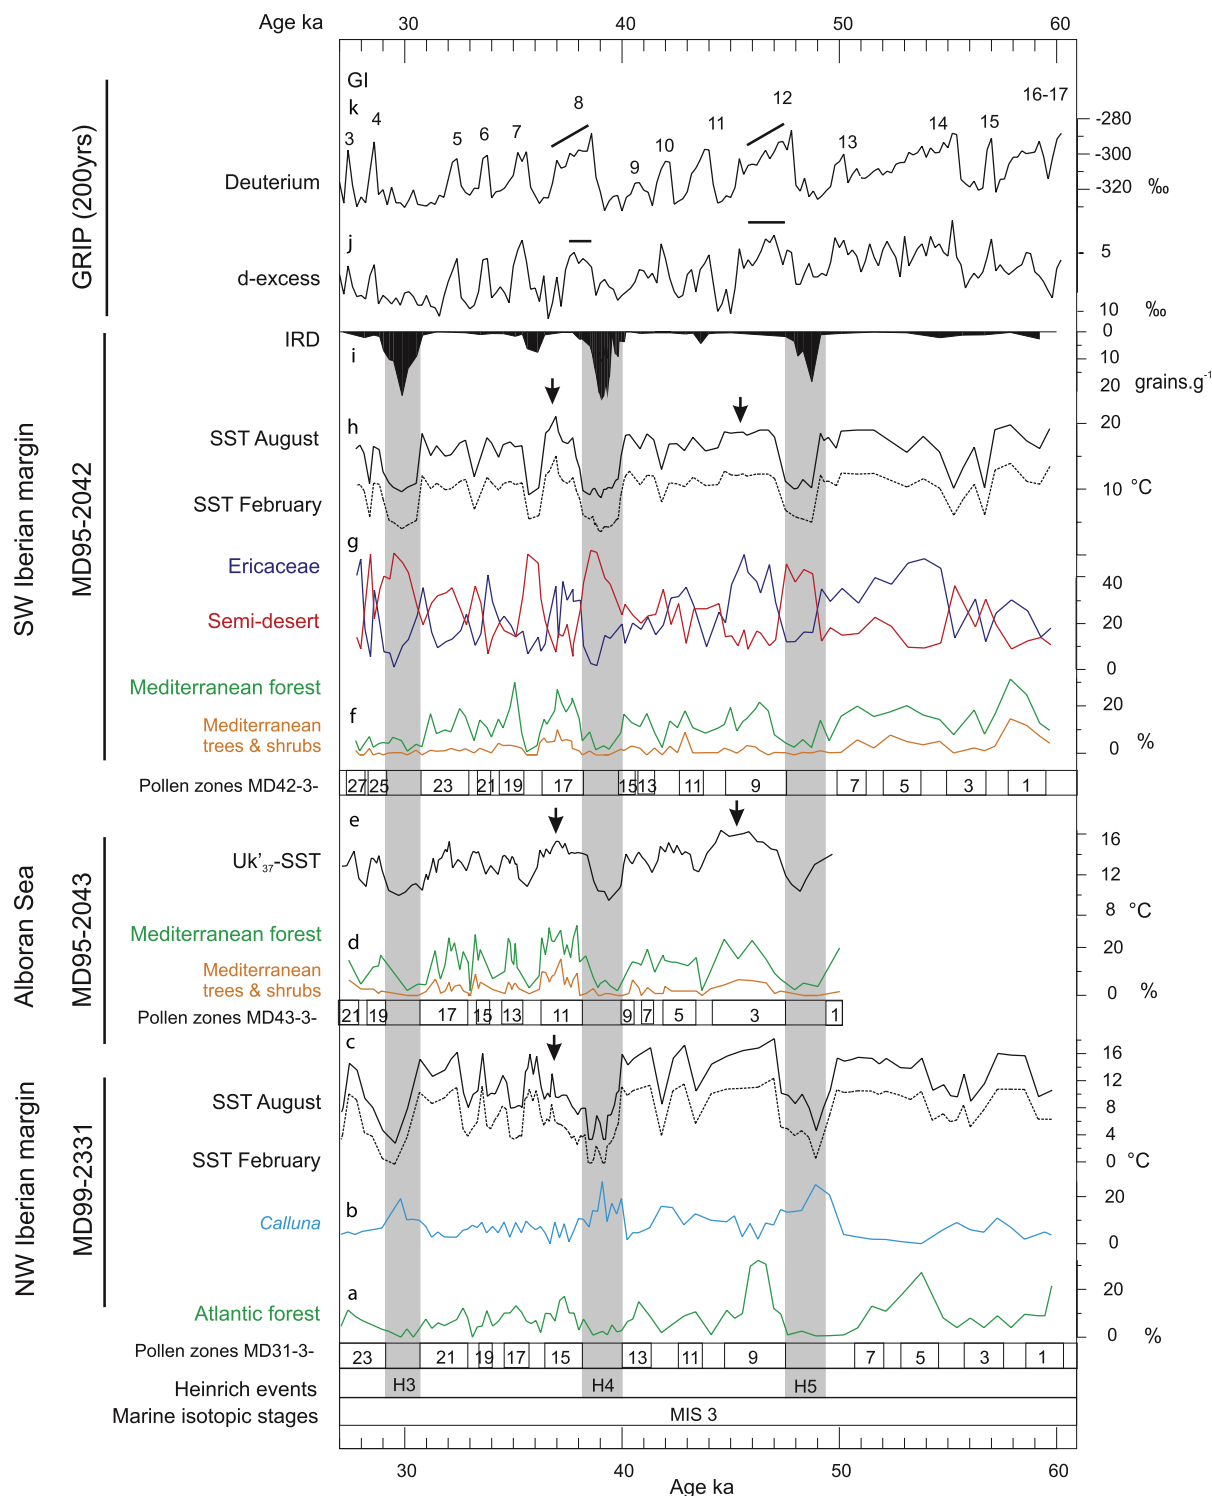 Age ka
30
40
50
60
GI
k
3
4
5
6
7
8
9
10
11
12
13
14
15
16-17
GRIP (200yrs)
Deuterium
-280
-300
-320
‰
j
d-excess
5
10
‰
SW Iberian margin
MD95-2042
IRD
i
0
10
20
grains.g-1
SST August
h
20
10
°C
SST February
g
Ericaceae
Semi-desert
40
20
0
Mediterranean forest
f
Mediterranean
trees & shrubs
20
0
%
Pollen zones MD42-3-
27
25
23
21
19
17
15
13
11
9
7
5
3
1
Alboran Sea
MD95-2043
e
Uk'37-SST
16
12
8
°C
Mediterranean forest
d
Mediterranean
trees & shrubs
20
0
%
Pollen zones MD43-3-
21
19
17
15
13
11
9
7
5
3
1
NW Iberian margin
MD99-2331
c
SST August
SST February
16
12
8
4
0
°C
b
Calluna
20
0
a
Atlantic forest
20
0
%
Pollen zones MD31-3-
23
21
19
17
15
13
11
9
7
5
3
1
Heinrich events
H3
H4
H5
Marine isotopic stages
MIS 3
30
40
50
60
Age ka